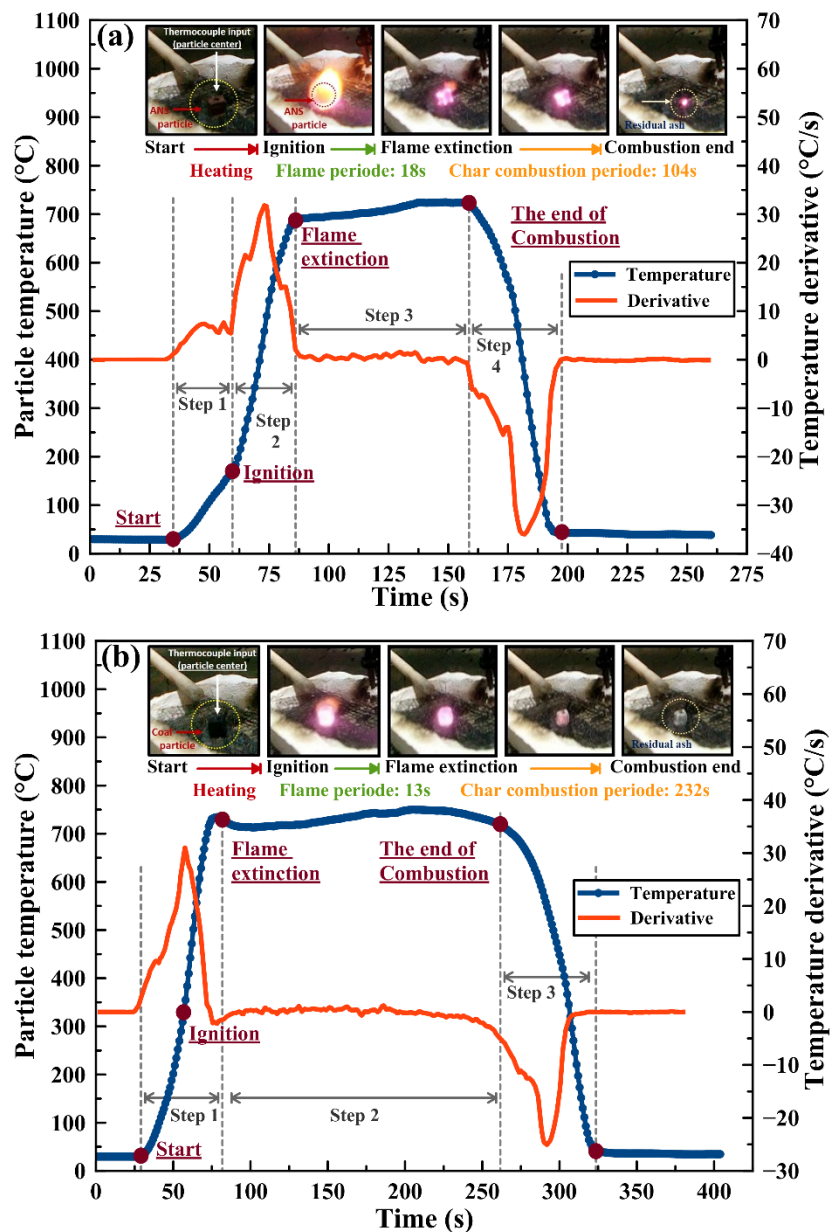 (a)
Thermocouple input
(particle center)
ANS
particle
ANS
particle
Residual ash
Start
Ignition
Flame extinction
Combustion end
Heating
Flame periode: 18s
Char combustion periode: 104s
Flame
extinction
The end of
Combustion
Temperature
Derivative
Step 1
Step
2
Step 3
Step
4
Start
Ignition
Particle temperature (°C)
1100
1000
900
800
700
600
500
400
300
200
100
0
Temperature derivative (°C/s)
70
60
50
40
30
20
10
0
−10
−20
−30
−40
0
25
50
75
100
125
150
175
200
225
250
275
Time (s)
(b)
Thermocouple input
(particle center)
Coal
particle
Residual ash
Start
Ignition
Flame extinction
Combustion end
Heating
Flame periode: 13s
Char combustion periode: 232s
Flame
extinction
The end of
Combustion
Temperature
Derivative
Step 3
Ignition
Step 1
Step 2
Start
Particle temperature (°C)
1100
1000
900
800
700
600
500
400
300
200
100
0
Temperature derivative (°C/s)
70
60
50
40
30
20
10
0
-10
-20
-30
0
50
100
150
200
250
300
350
400
Time (s)